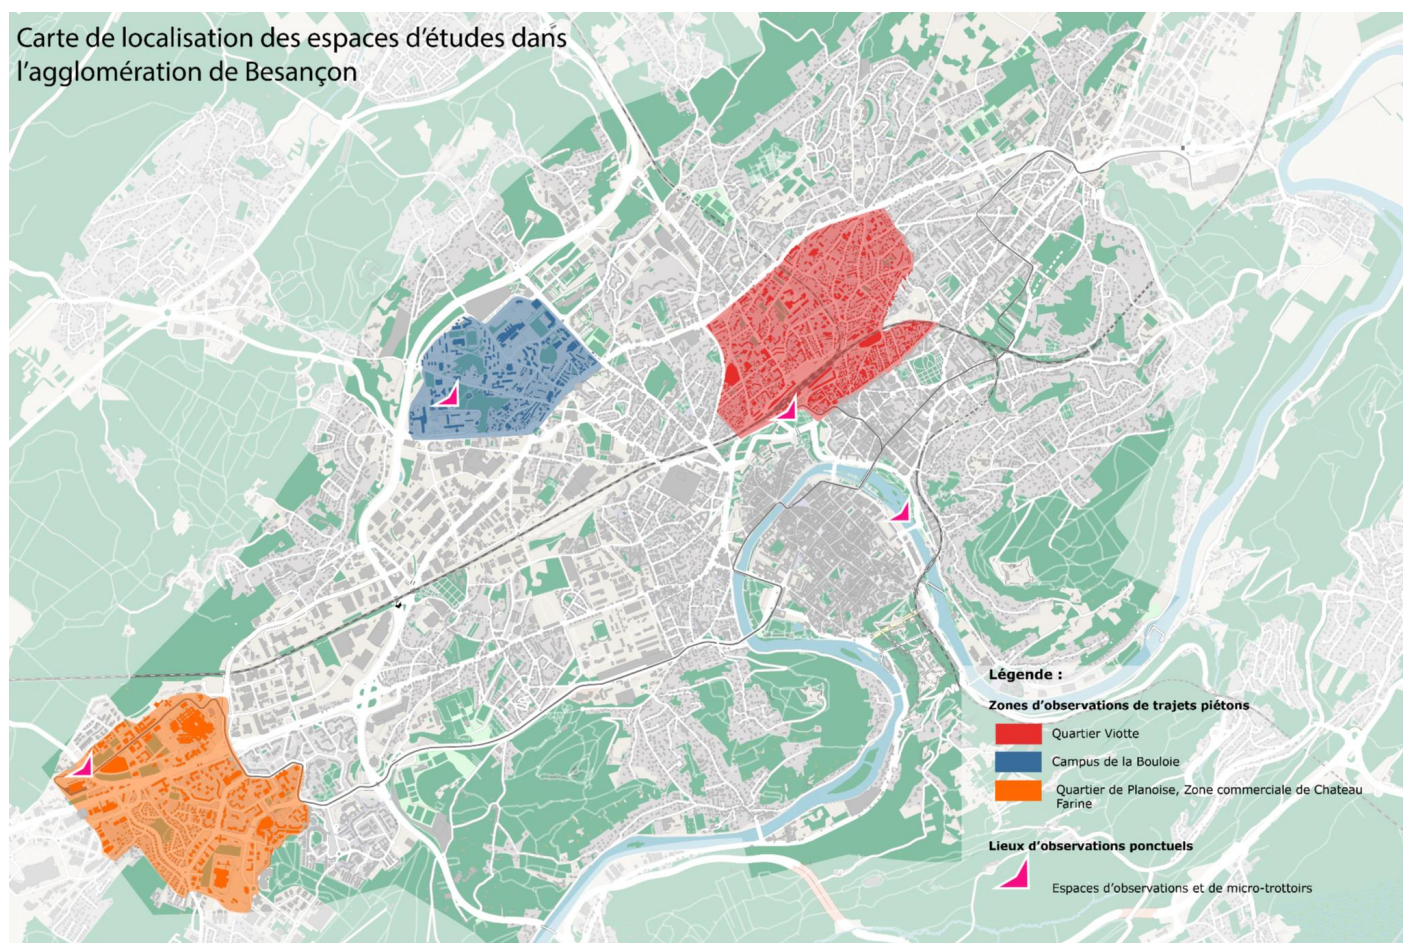 Carte de localisation des espaces d’études dans
l’agglomération de Besançon
Légende :
Zones d’observations de trajets piétons
Quartier Viotte
Campus de la Bouloie
Quartier de Planoise, Zone commerciale de Chateau
Farine
Lieux d’observations ponctuels
Espaces d’observations et de micro-trottoirs